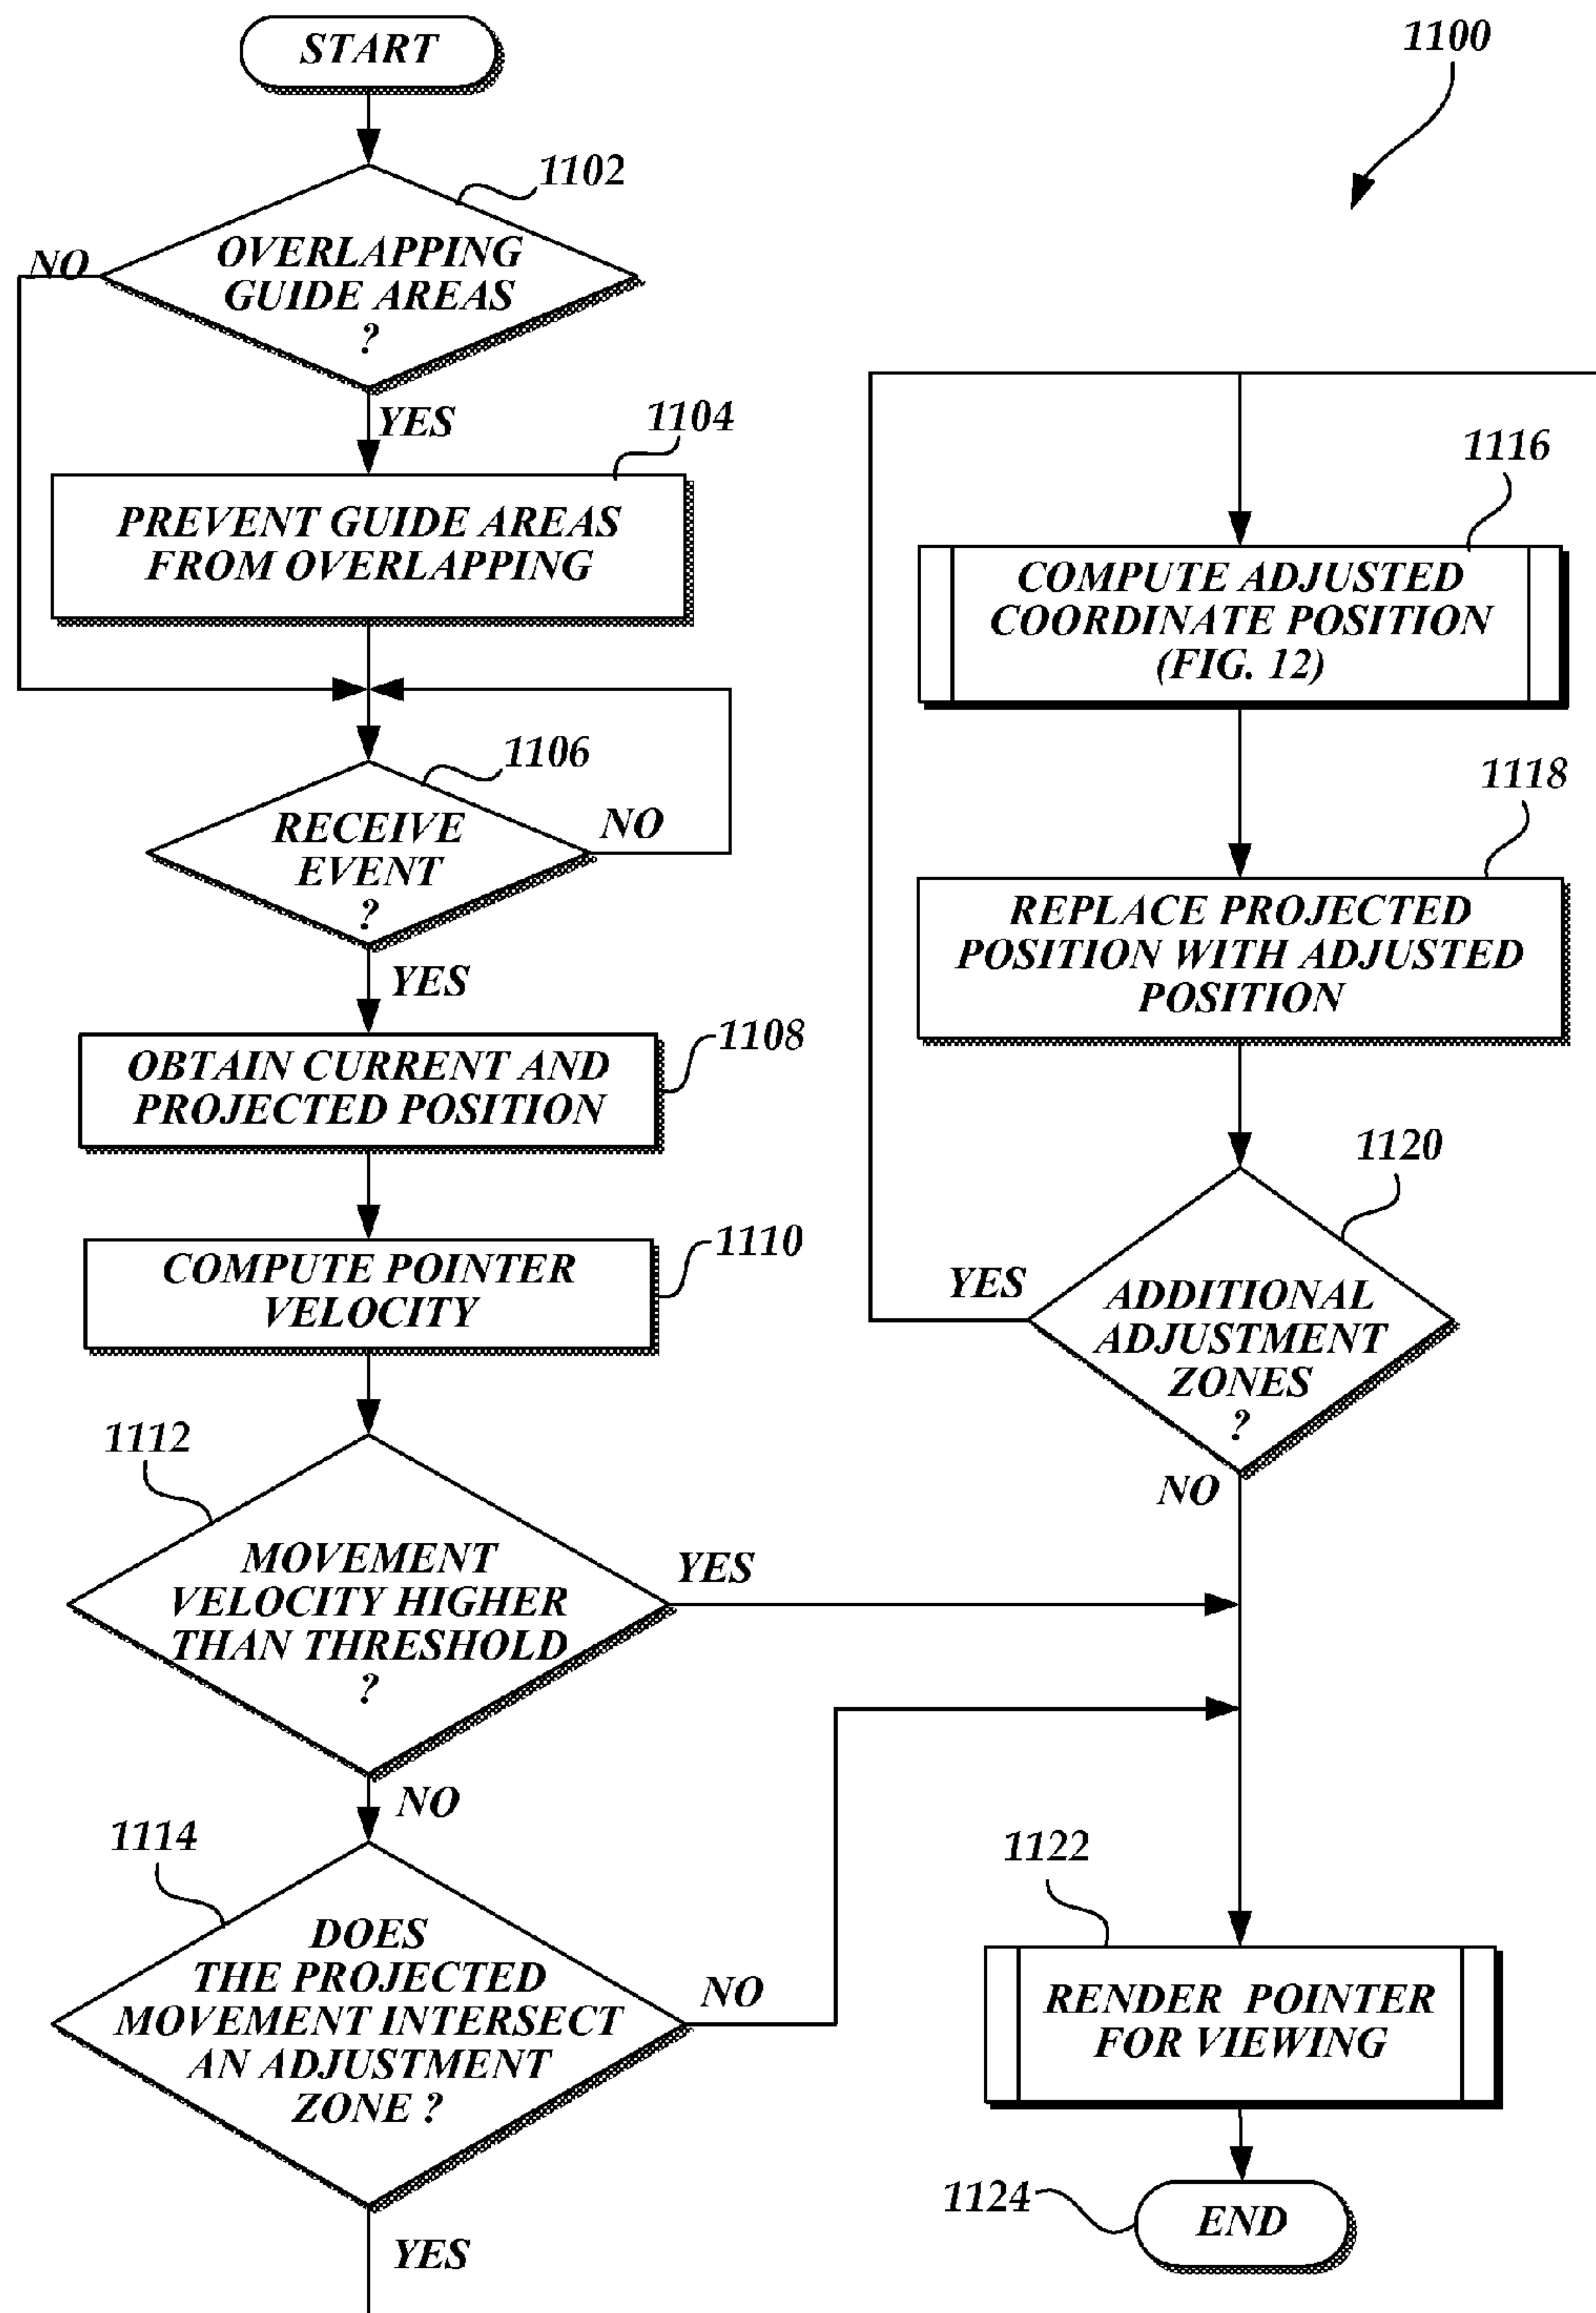 START
1100
1102
NO
OVERLAPPING
GUIDE AREAS
?
YES
1104
PREVENT GUIDE AREAS
FROM OVERLAPPING
1106
RECEIVE
EVENT
?
NO
YES
1108
OBTAIN CURRENT AND
PROJECTED POSITION
1110
COMPUTE POINTER
VELOCITY
1112
MOVEMENT
VELOCITY HIGHER
THAN THRESHOLD
?
YES
NO
1114
DOES
THE PROJECTED
MOVEMENT INTERSECT
AN ADJUSTMENT
ZONE ?
NO
YES
1116
COMPUTE ADJUSTED
COORDINATE POSITION
(FIG. 12)
1118
REPLACE PROJECTED
POSITION WITH ADJUSTED
POSITION
1120
YES
ADDITIONAL
ADJUSTMENT
ZONES
?
NO
1122
RENDER POINTER
FOR VIEWING
1124
END